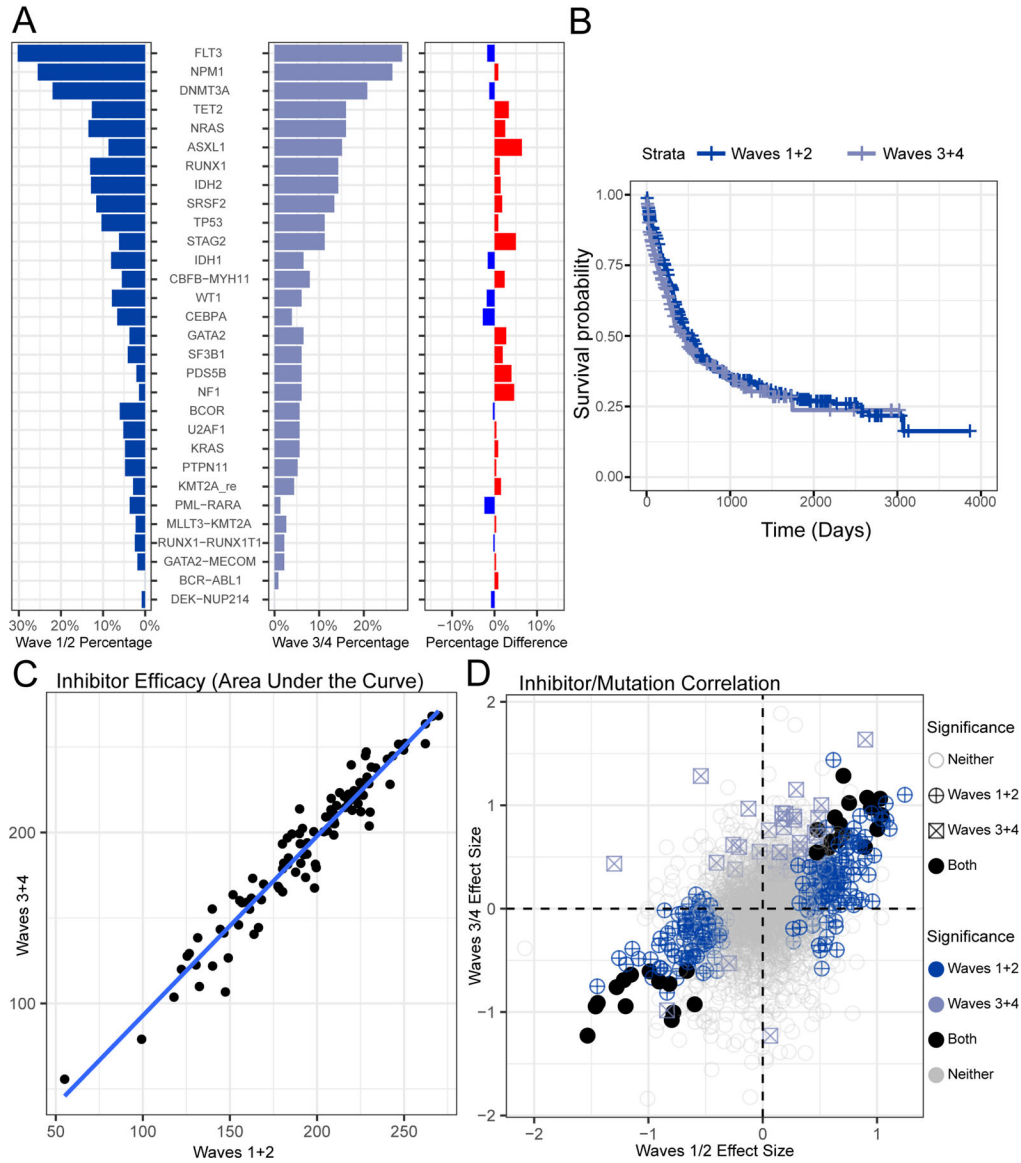 A
FLT3
NPM1
DNMT3A
TET2
NRAS
ASXL1
RUNX1
IDH2
SRSF2
TP53
STAG2
IDH1
CBFB−MYH11
WT1
CEBPA
GATA2
SF3B1
PDS5B
NF1
BCOR
U2AF1
KRAS
PTPN11
KMT2A_re
PML−RARA
MLLT3−KMT2A
RUNX1−RUNX1T1
GATA2−MECOM
BCR−ABL1
DEK−NUP214
30% 20% 10% 0% 0% 10% 20% −10% 0% 10%
Wave 1/2 Percentage Wave 3/4 Percentage Percentage Difference
B
Strata Waves 1+2 Waves 3+4
1.00
0.75
0.50
0.25
0.00
Survival probability
0 1000 2000 3000 4000
Time (Days)
C
Inhibitor Efficacy (Area Under the Curve)
200
100
Waves 3+4
50 100 150 200 250
Waves 1+2
D
Inhibitor/Mutation Correlation
2
1
0
−1
−2
Waves 3/4 Effect Size
−2 −1 0 1
Waves 1/2 Effect Size
Significance
Neither
Waves 1+2
Waves 3+4
Both
Significance
Waves 1+2
Waves 3+4
Both
Neither